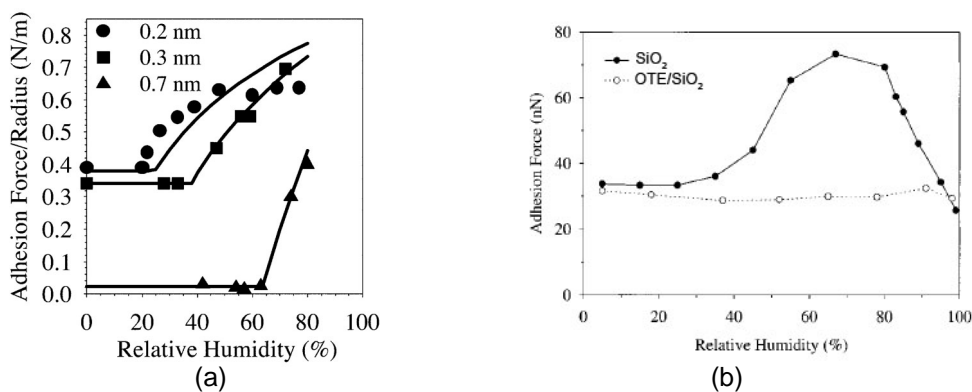 0.2 nm
0.3 nm
0.7 nm
Adhesion Force/Radius (N/m)
0.8
0.7
0.6
0.5
0.4
0.3
0.2
0.1
0.0
0 20 40 60 80 100
Relative Humidity (%)
(a)
SiO₂
OTE/SiO₂
Adhesion Force (nN)
80
60
40
20
0
0 20 40 60 80 100
Relative Humidity (%)
(b)